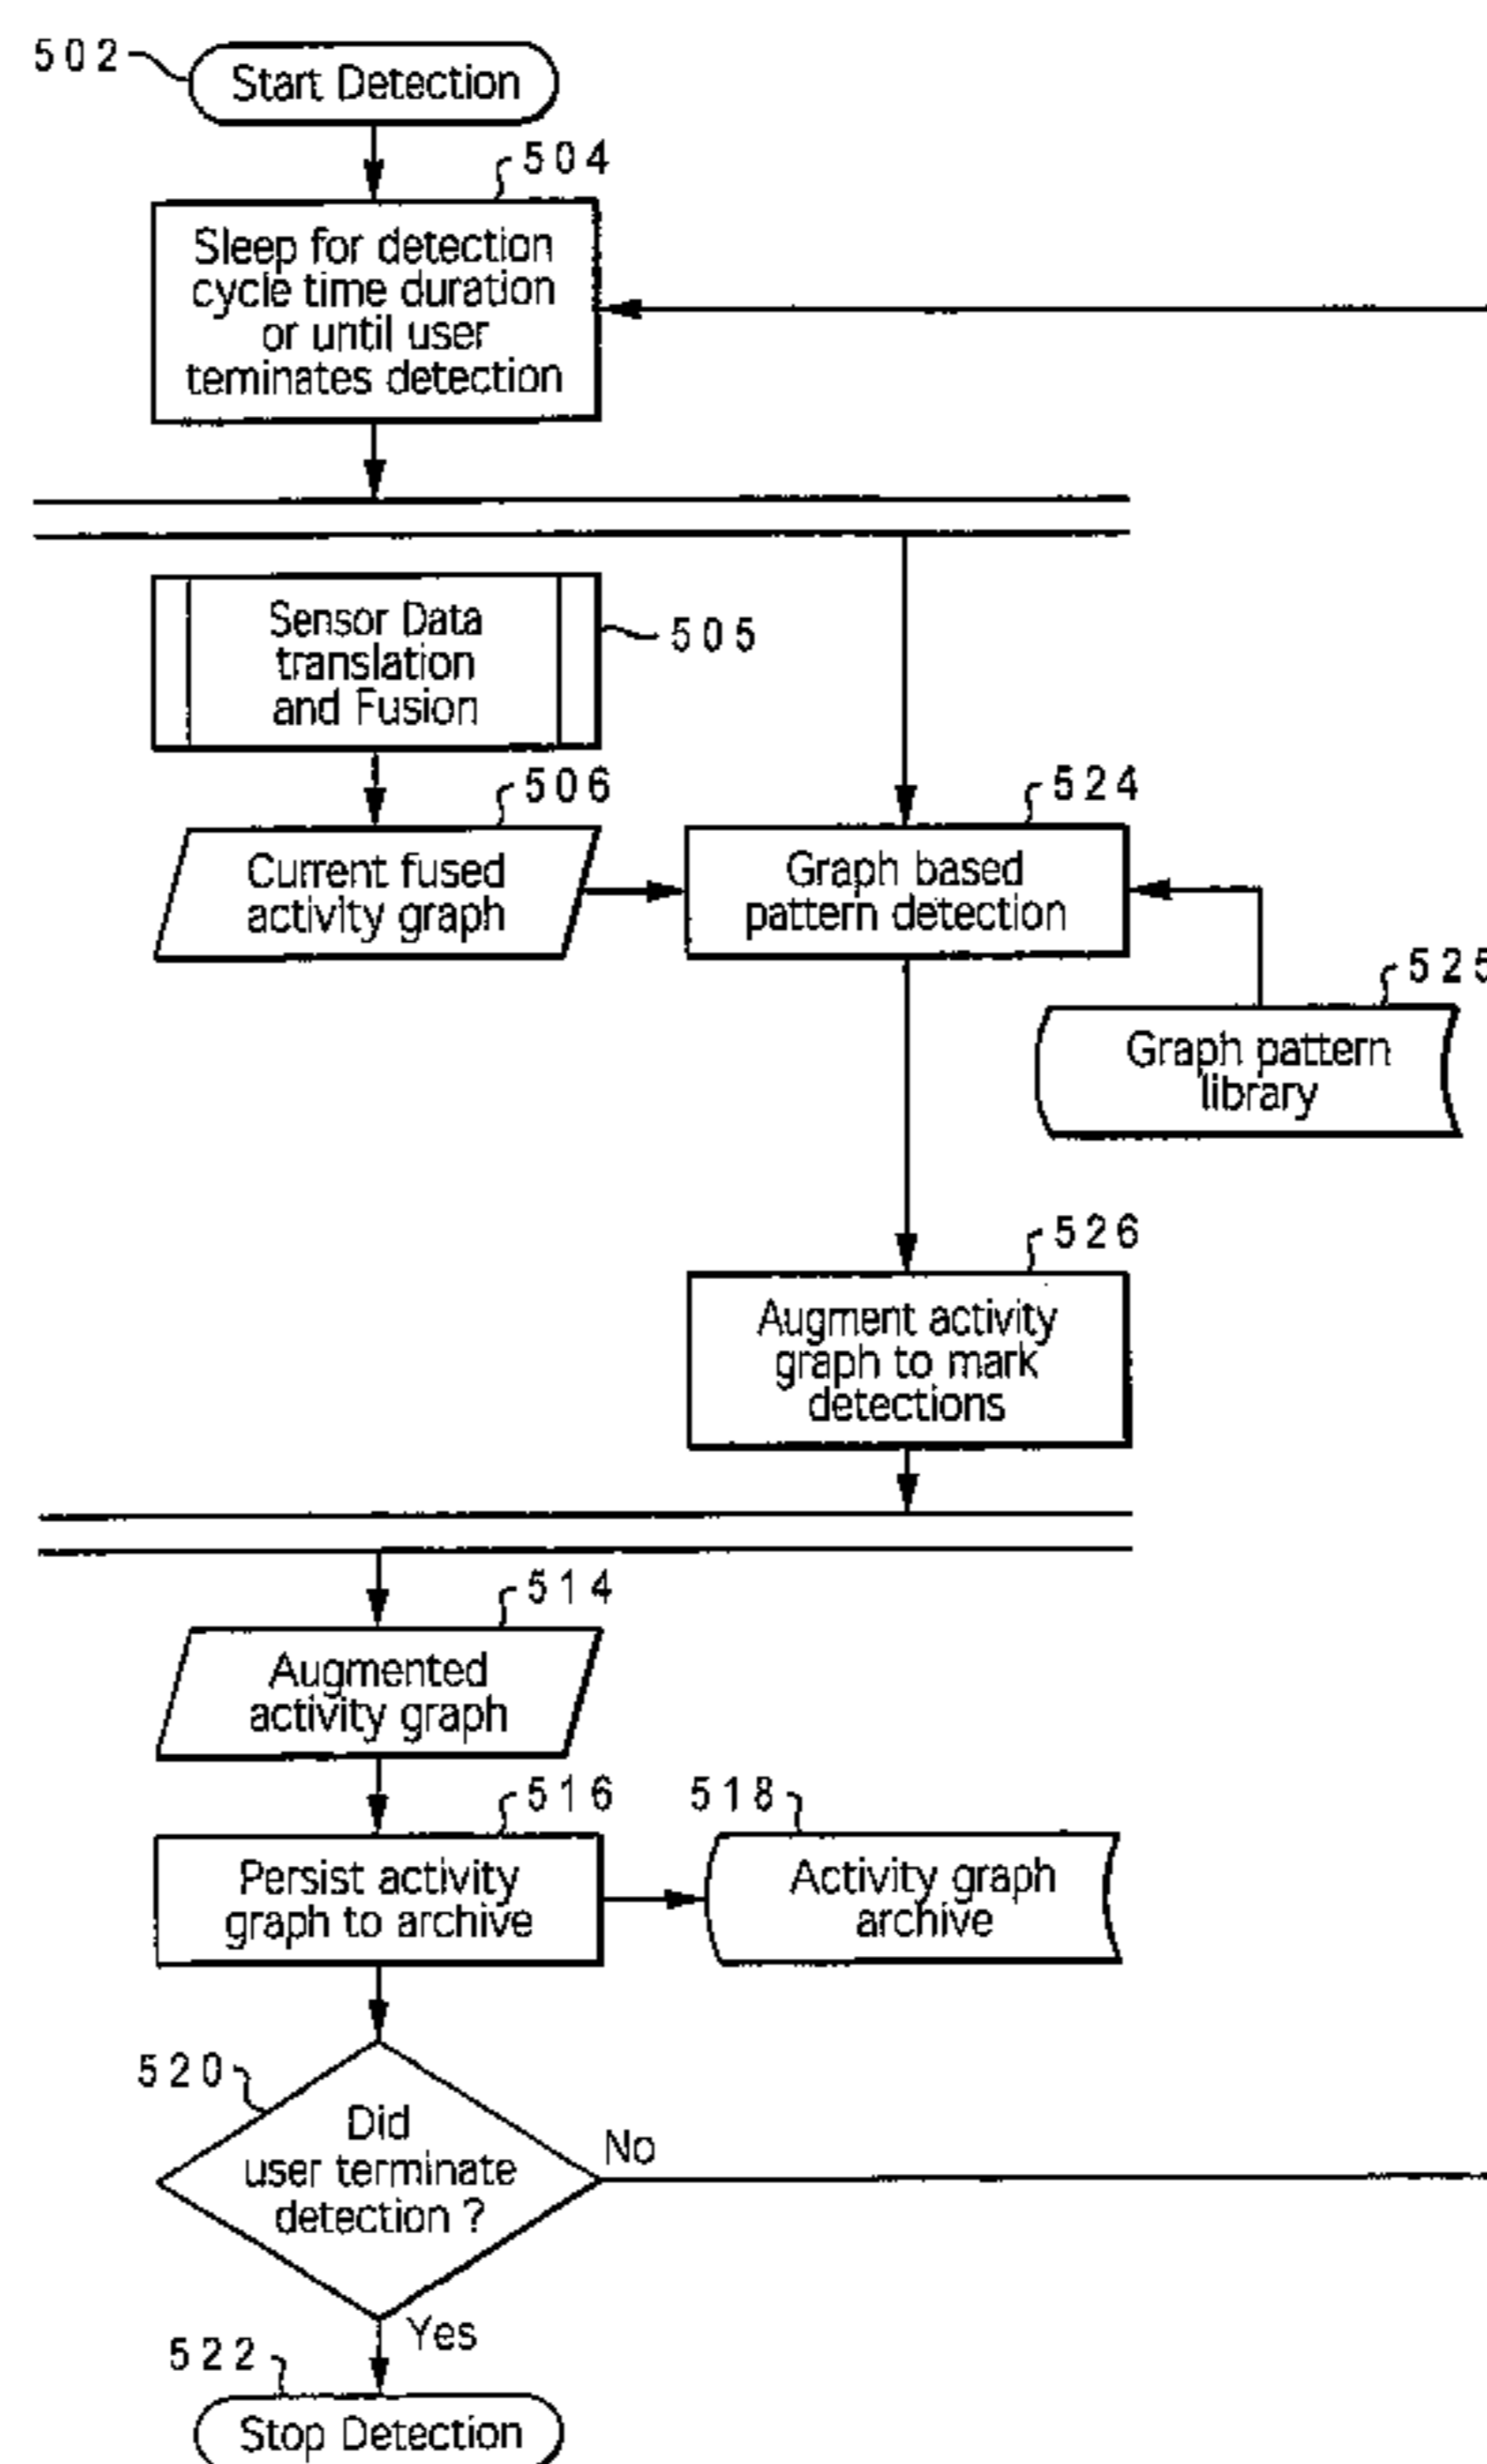 502
Start Detection
504
Sleep for detection
cycle time duration
or until user
teminates detection
Sensor Data
translation
and Fusion
505
506
Current fused
activity graph
524
Graph based
pattern detection
525
Graph pattern
library
526
Augment activity
graph to mark
detections
514
Augmented
activity graph
516
Persist activity
graph to archive
518
Activity graph
archive
520
Did
user terminate
detection ?
No
Yes
522
Stop Detection